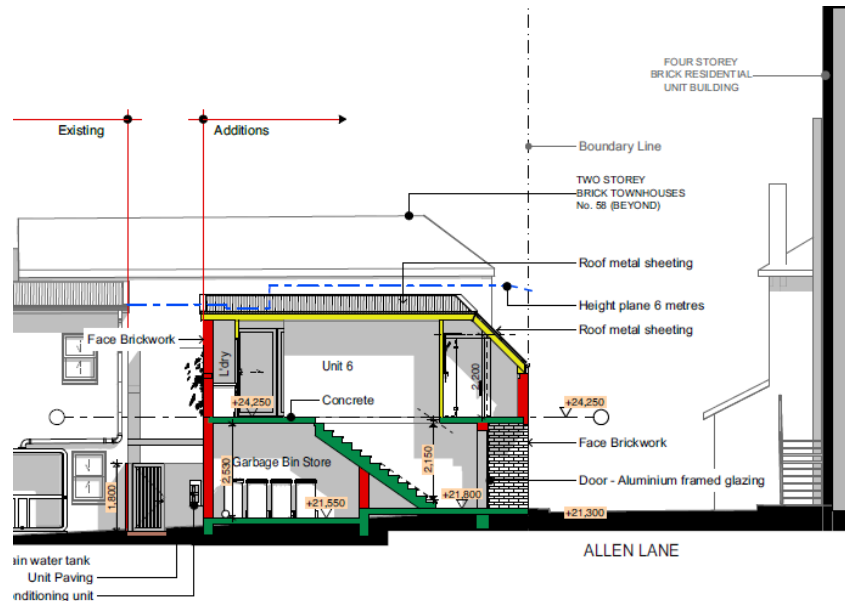 FOUR STOREY
BRICK RESIDENTIAL
UNIT BUILDING
Existing
Additions
Boundary Line
TWO STOREY
BRICK TOWNHOUSES
No. 58 (BEYOND)
Roof metal sheeting
Height plane 6 metres
Roof metal sheeting
Face Brickwork
L'dry
Unit 6
2,200
Concrete
+24,250
+24,250
Face Brickwork
Garbage Bin Store
2,530
2,150
1,800
Door - Aluminium framed glazing
+21,550
+21,800
+21,300
ALLEN LANE
ain water tank
Unit Paving
onditioning unit